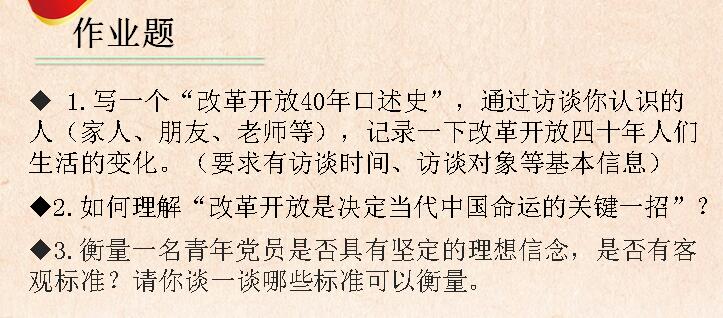 作业题
◆ 1.写一个“改革开放40年口述史”，通过访谈你认识的
人（家人、朋友、老师等），记录一下改革开放四十年人们
生活的变化。（要求有访谈时间、访谈对象等基本信息）
◆2.如何理解“改革开放是决定当代中国命运的关键一招”？
◆3.衡量一名青年党员是否具有坚定的理想信念，是否有客
观标准？请你谈一谈哪些标准可以衡量。